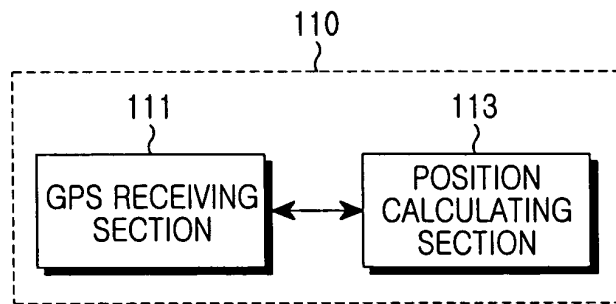 110
111
113
GPS RECEIVING
SECTION
POSITION
CALCULATING
SECTION